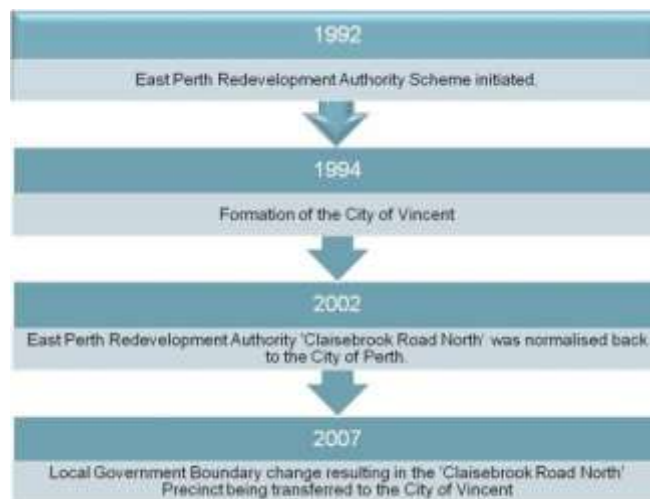 1992
East Perth Redevelopment Authority Scheme initiated.
1994
Formation of the City of Vincent
2002
East Perth Redevelopment Authority 'Claisebrook Road North' was normalised back
to the City of Perth.
2007
Local Government Boundary change resulting in the 'Claisebrook Road North'
Precinct being transferred to the City of Vincent